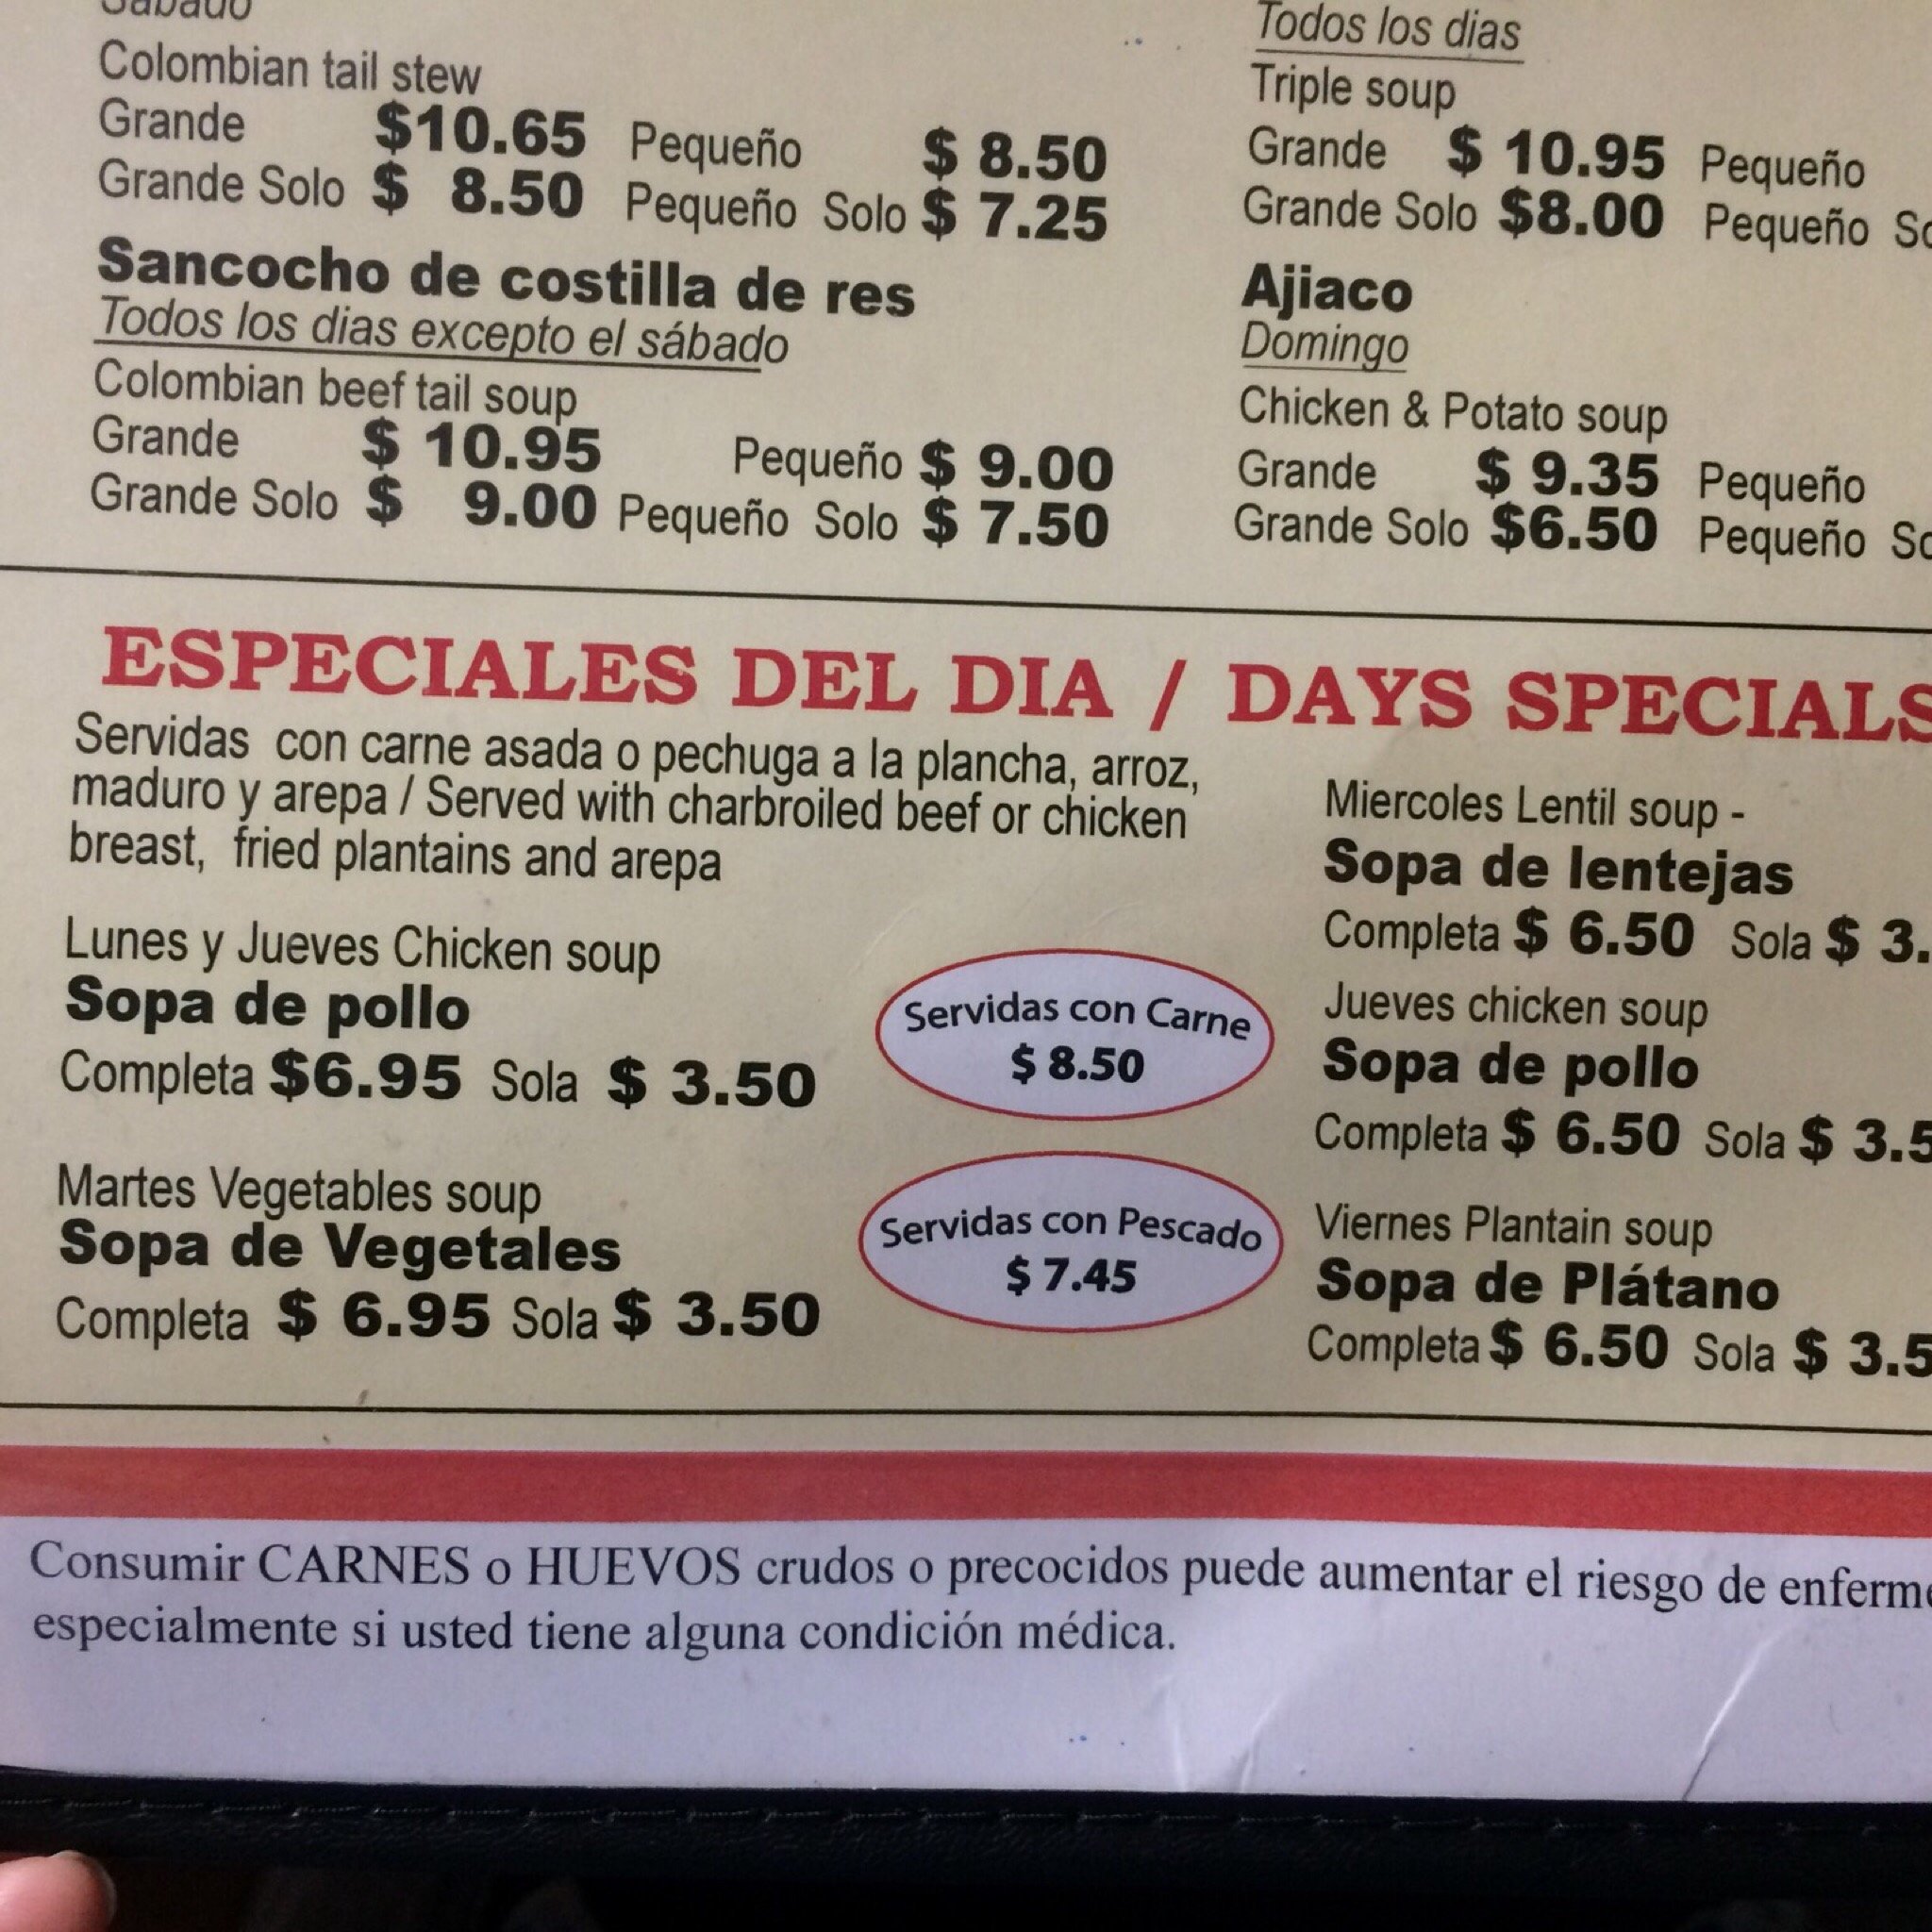 Sábado
Colombian tail stew
Grande $10.65 Pequeño $ 8.50
Grande Solo $ 8.50 Pequeño Solo $ 7.25
Sancocho de costilla de res
Todos los dias excepto el sábado
Colombian beef tail soup
Grande $ 10.95 Pequeño $ 9.00
Grande Solo $ 9.00 Pequeño Solo $ 7.50
Todos los dias
Triple soup
Grande $ 10.95 Pequeño
Grande Solo $8.00 Pequeño
Ajiaco
Domingo
Chicken & Potato soup
Grande $ 9.35 Pequeño
Grande Solo $6.50 Pequeño
ESPECIALES DEL DIA / DAYS SPECIALS
Servidas con carne asada o pechuga a la plancha, arroz,
maduro y arepa / Served with charbroiled beef or chicken
breast, fried plantains and arepa
Lunes y Jueves Chicken soup
Sopa de pollo
Completa $6.95 Sola $ 3.50
Martes Vegetables soup
Sopa de Vegetales
Completa $ 6.95 Sola $ 3.50
Servidas con Carne
$ 8.50
Servidas con Pescado
$ 7.45
Miercoles Lentil soup -
Sopa de lentejas
Completa $ 6.50 Sola $ 3.
Jueves chicken soup
Sopa de pollo
Completa $ 6.50 Sola $ 3.5
Viernes Plantain soup
Sopa de Plátano
Completa $ 6.50 Sola $ 3.5
Consumir CARNES o HUEVOS crudos o precocidos puede aumentar el riesgo de enferme
especialmente si usted tiene alguna condición médica.